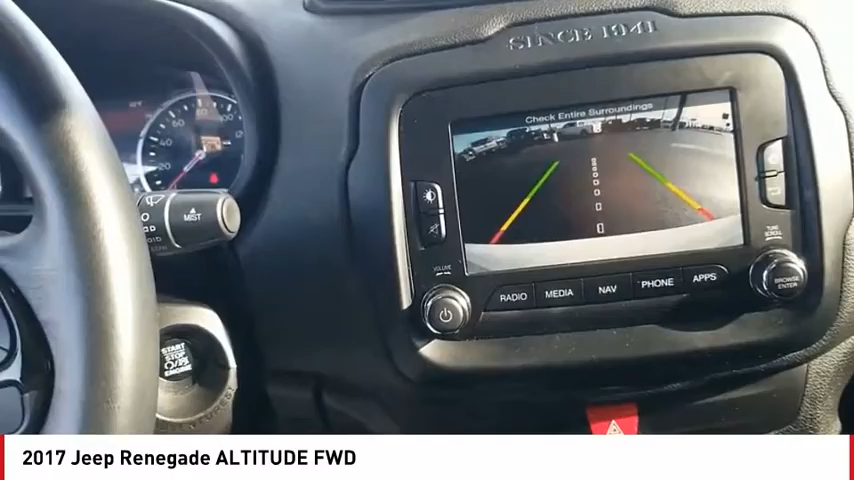 SINCE 1941
Check Entire Surroundings
MIST
VOLUME
TUNE
SCROLL
BROWSE
ENTER
RADIO
MEDIA
NAV
PHONE
APPS
START
STOP
ENGINE
2017 Jeep Renegade ALTITUDE FWD